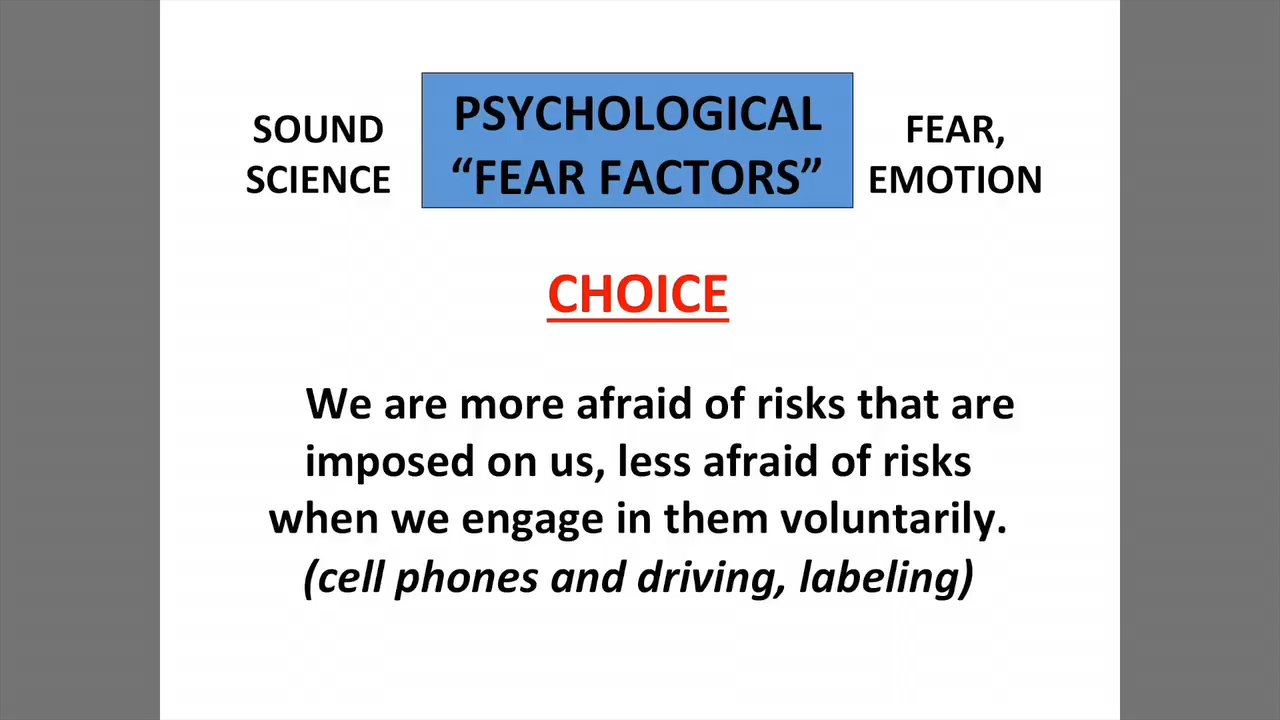 SOUND
SCIENCE
PSYCHOLOGICAL
“FEAR FACTORS”
FEAR,
EMOTION
CHOICE
We are more afraid of risks that are
imposed on us, less afraid of risks
when we engage in them voluntarily.
(cell phones and driving, labeling)